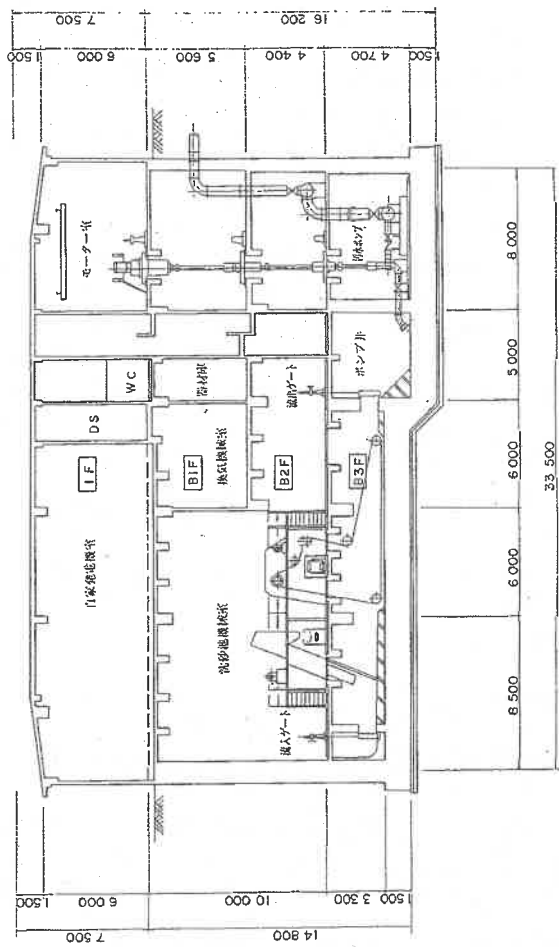 自家発電機室
1F
DS
WC
モーター室
沈砂池機械室
B1F
換気機械室
器材庫
B2F
流入ゲート
流出ゲート
B3F
ポンプ井
汚水ポンプ
7 500
1,500
6 000
14 800
10 000
3 300
1 500
7 500
1,500
6 000
16 200
5 600
4 400
4 700
1,500
8 500
6 000
6 000
5 000
8 000
33 500